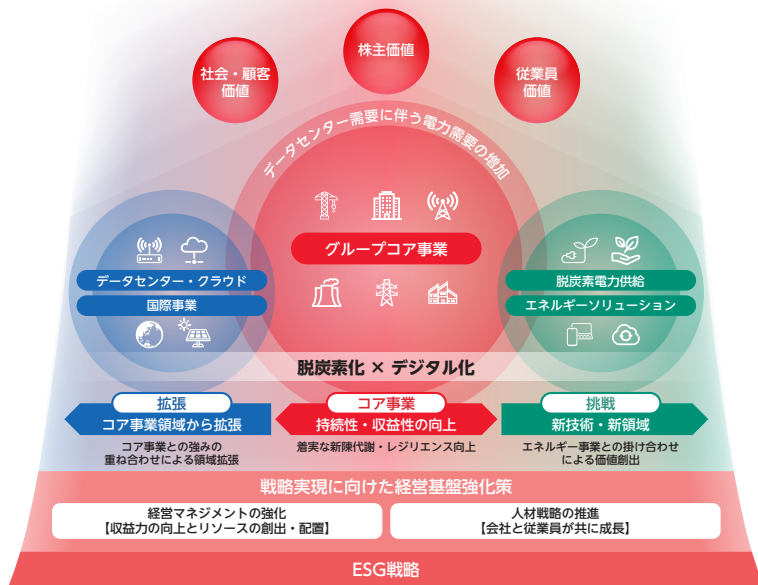 株主価値
社会・顧客
価値
従業員
価値
データセンター需要に伴う電力需要の増加
グループコア事業
データセンター・クラウド
国際事業
脱炭素電力供給
エネルギーソリューション
脱炭素化 × デジタル化
拡張
コア事業領域から拡張
コア事業との強みの
重ね合わせによる領域拡張
コア事業
持続性・収益性の向上
着実な新陳代謝・レジリエンス向上
挑戦
新技術・新領域
エネルギー事業との掛け合わせ
による価値創出
戦略実現に向けた経営基盤強化策
経営マネジメントの強化
【収益力の向上とリソースの創出・配置】
人材戦略の推進
【会社と従業員が共に成長】
ESG戦略